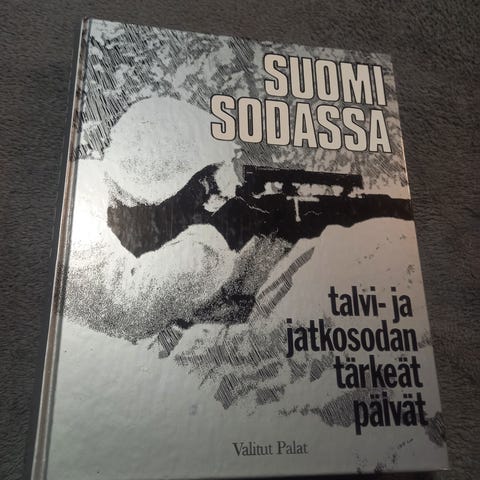 SUOMI
SODASSA
talvi- ja
jatkosodan
tärkeät
päivät
Valitut Palat